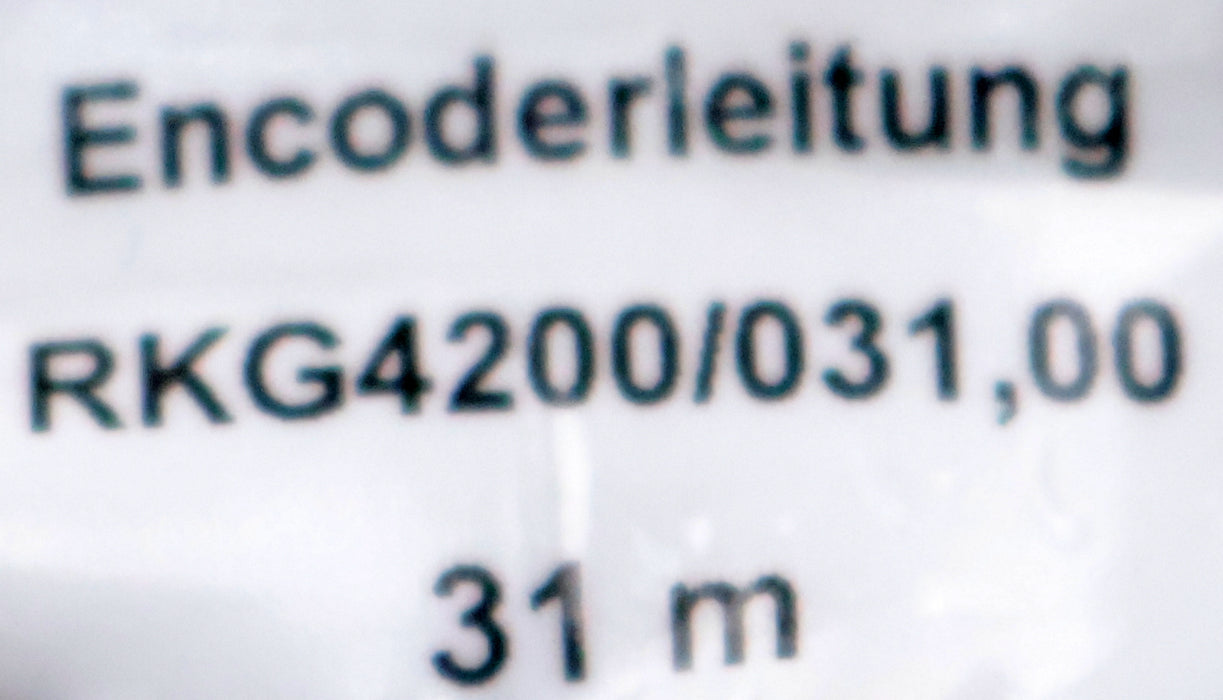 Encoderleitung
RKG4200/031,00
31 m